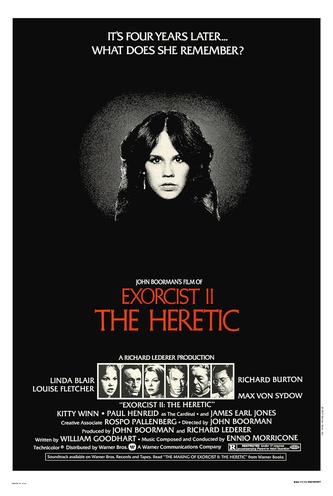 IT'S FOUR YEARS LATER...
WHAT DOES SHE REMEMBER?
JOHN BOORMAN'S FILM OF
EXORCIST II
THE HERETIC
A RICHARD LEDERER PRODUCTION
LINDA BLAIR
LOUISE FLETCHER
RICHARD BURTON
MAX VON SYDOW
"EXORCIST II: THE HERETIC"
KITTY WINN • PAUL HENREID as The Cardinal • and JAMES EARL JONES
Creative Associate ROSPO PALLENBERG • Directed by JOHN BOORMAN
Produced by JOHN BOORMAN and RICHARD LEDERER
Written by WILLIAM GOODHART • Music Composed and Conducted by ENNIO MORRICONE
Technicolor ® Distributed by Warner Bros. A Warner Communications Company
R RESTRICTED
Soundtrack available on Warner Bros. Records and Tapes. Read "THE MAKING OF EXORCIST II: THE HERETIC" from Warner Books